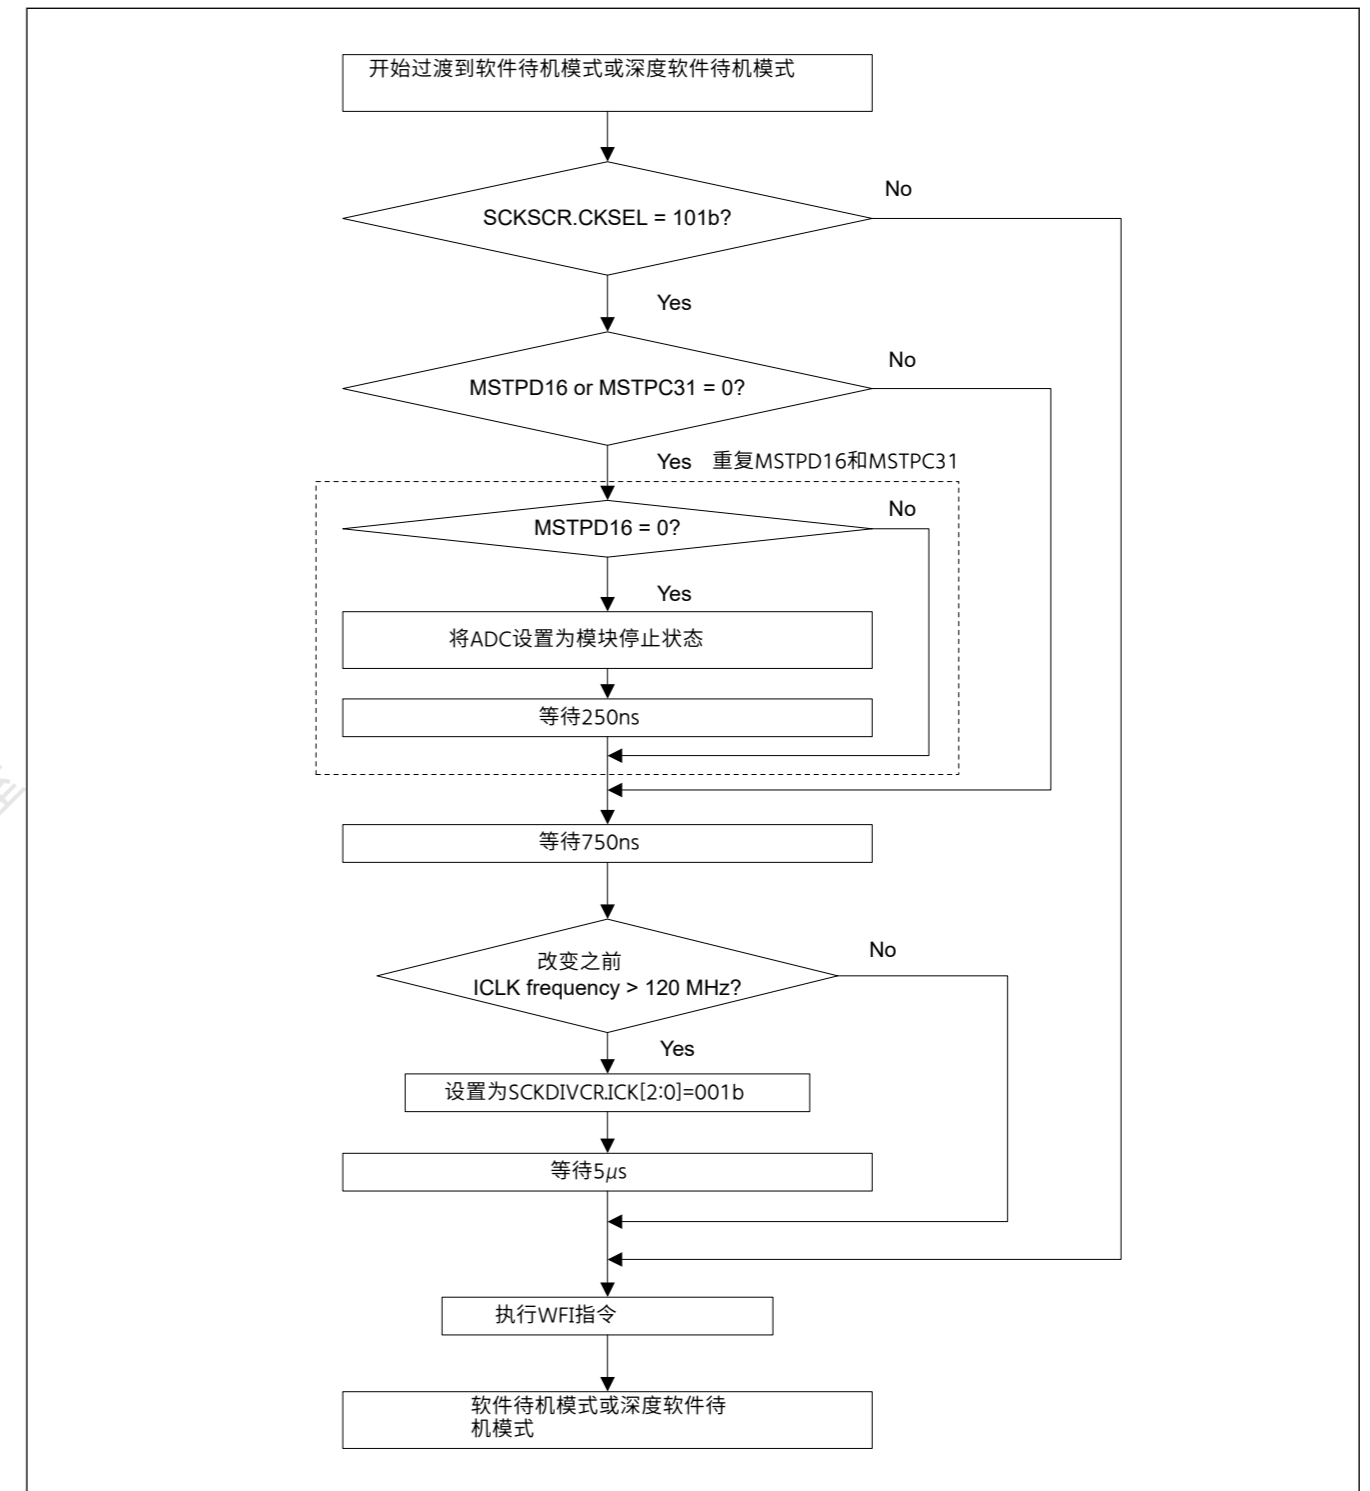 开始过渡到软件待机模式或深度软件待机模式
No
SCKSCR.CKSEL = 101b?
Yes
No
MSTPD16 or MSTPC31 = 0?
Yes 重复MSTPD16和MSTPC31
No
MSTPD16 = 0?
Yes
将ADC设置为模块停止状态
等待250ns
等待750ns
No
改变之前
ICLK frequency > 120 MHz?
Yes
设置为SCKDIVCR.ICK[2:0]=001b
等待5μs
执行WFI指令
软件待机模式或深度软件待
机模式